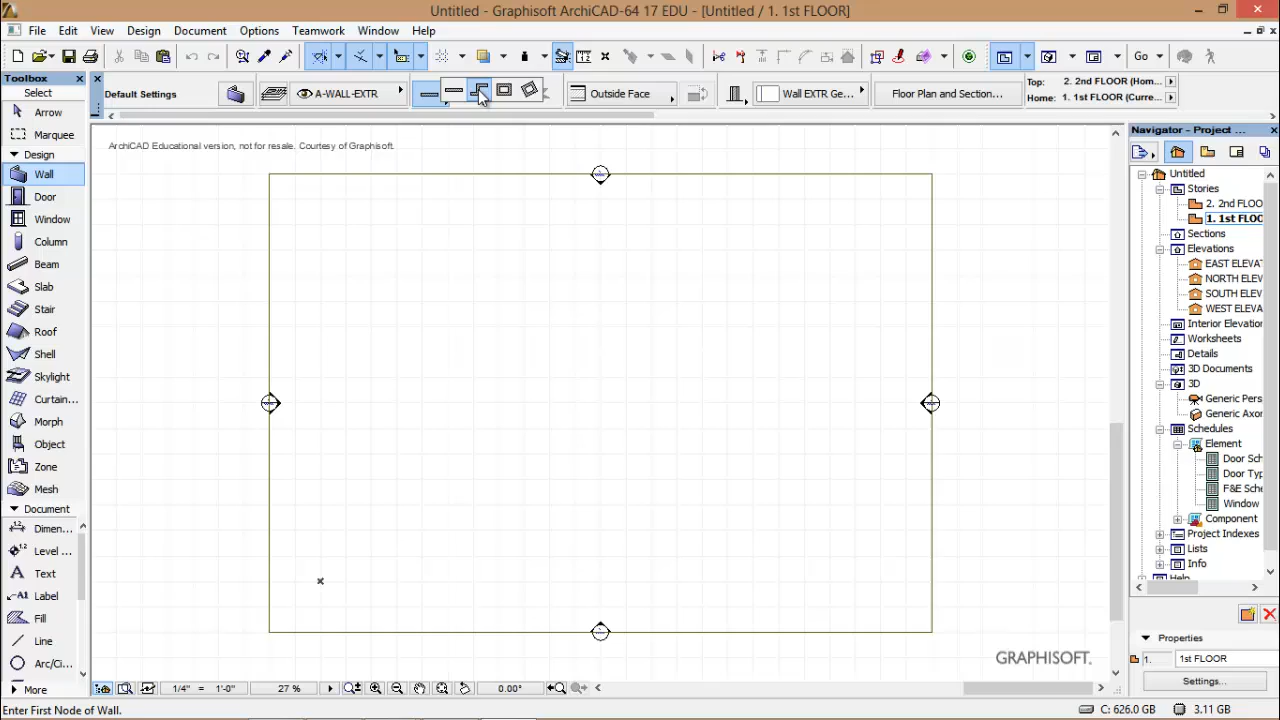 Untitled - Graphisoft ArchiCAD-64 17 EDU - [Untitled / 1. 1st FLOOR]
File Edit View Design Document Options Teamwork Window Help
Go
Toolbox
Select
Arrow
Marquee
Design
Wall
Door
Window
Column
Beam
Slab
Stair
Roof
Shell
Skylight
Curtain...
Morph
Object
Zone
Mesh
Document
Dimen...
Level ...
Text
Label
Fill
Line
Arc/Ci...
More
Default Settings
A-WALL-EXTR
Outside Face
Wall EXTR Ge...
Floor Plan and Section...
Top: 2. 2nd FLOOR (Hom...
Home: 1. 1st FLOOR (Curre...
ArchiCAD Educational version, not for resale. Courtesy of Graphisoft.
GRAPHISOFT.
Navigator - Project ...
Untitled
Stories
2. 2nd FLOO
1. 1st FLOO
Sections
Elevations
EAST ELEVA
NORTH ELEV
SOUTH ELEV
WEST ELEVA
Interior Elevation
Worksheets
Details
3D Documents
3D
Generic Pers
Generic Axon
Schedules
Element
Door Sch
Door Typ
F&E Sche
Window
Component
Project Indexes
Lists
Info
Help
Properties
1. 1st FLOOR
Settings...
1/4" = 1'-0" 27 % 0.00°
Enter First Node of Wall.
C: 626.0 GB 3.11 GB